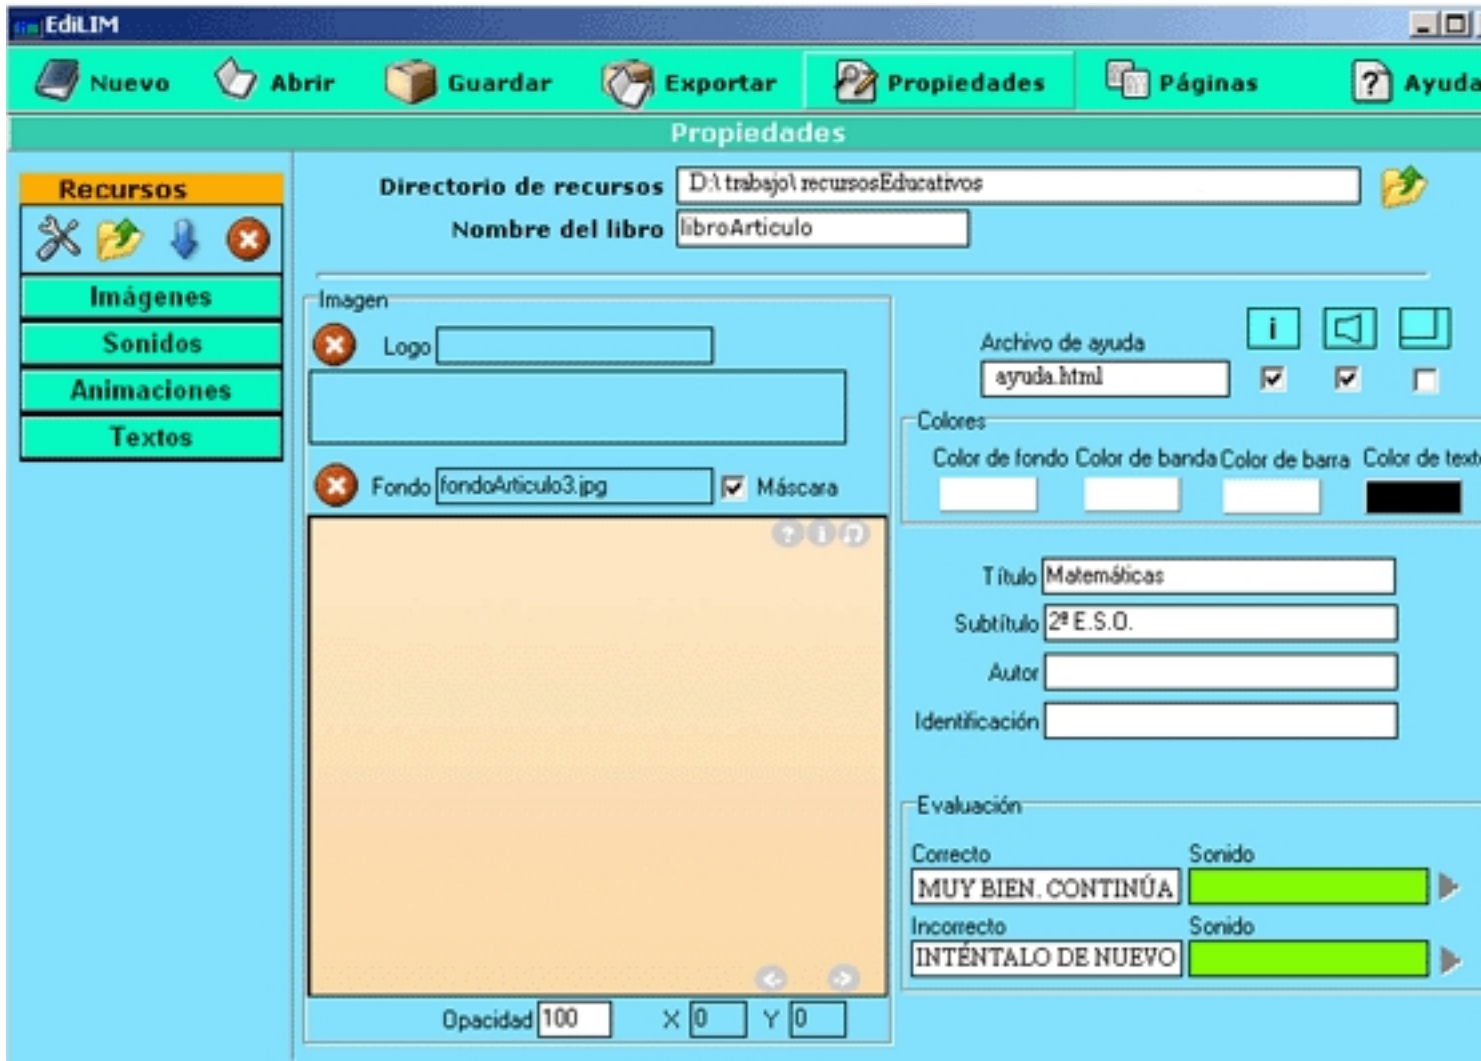 EdiLIM
Nuevo Abrir Guardar Exportar Propiedades Páginas Ayuda
Propiedades
Recursos
Imágenes
Sonidos
Animaciones
Textos
Directorio de recursos D:\ trabajo\ recursosEducativos
Nombre del libro libroArticulo
Imagen
Logo
Fondo fondoArticulo3.jpg Máscara
Opacidad 100 X 0 Y 0
Archivo de ayuda
ayuda.html
Colores
Color de fondo Color de banda Color de barra Color de texto
Título Matemáticas
Subtítulo 2º E.S.O.
Autor
Identificación
Evaluación
Correcto Sonido
MUY BIEN. CONTINÚA
Incorrecto Sonido
INTÉNTALO DE NUEVO